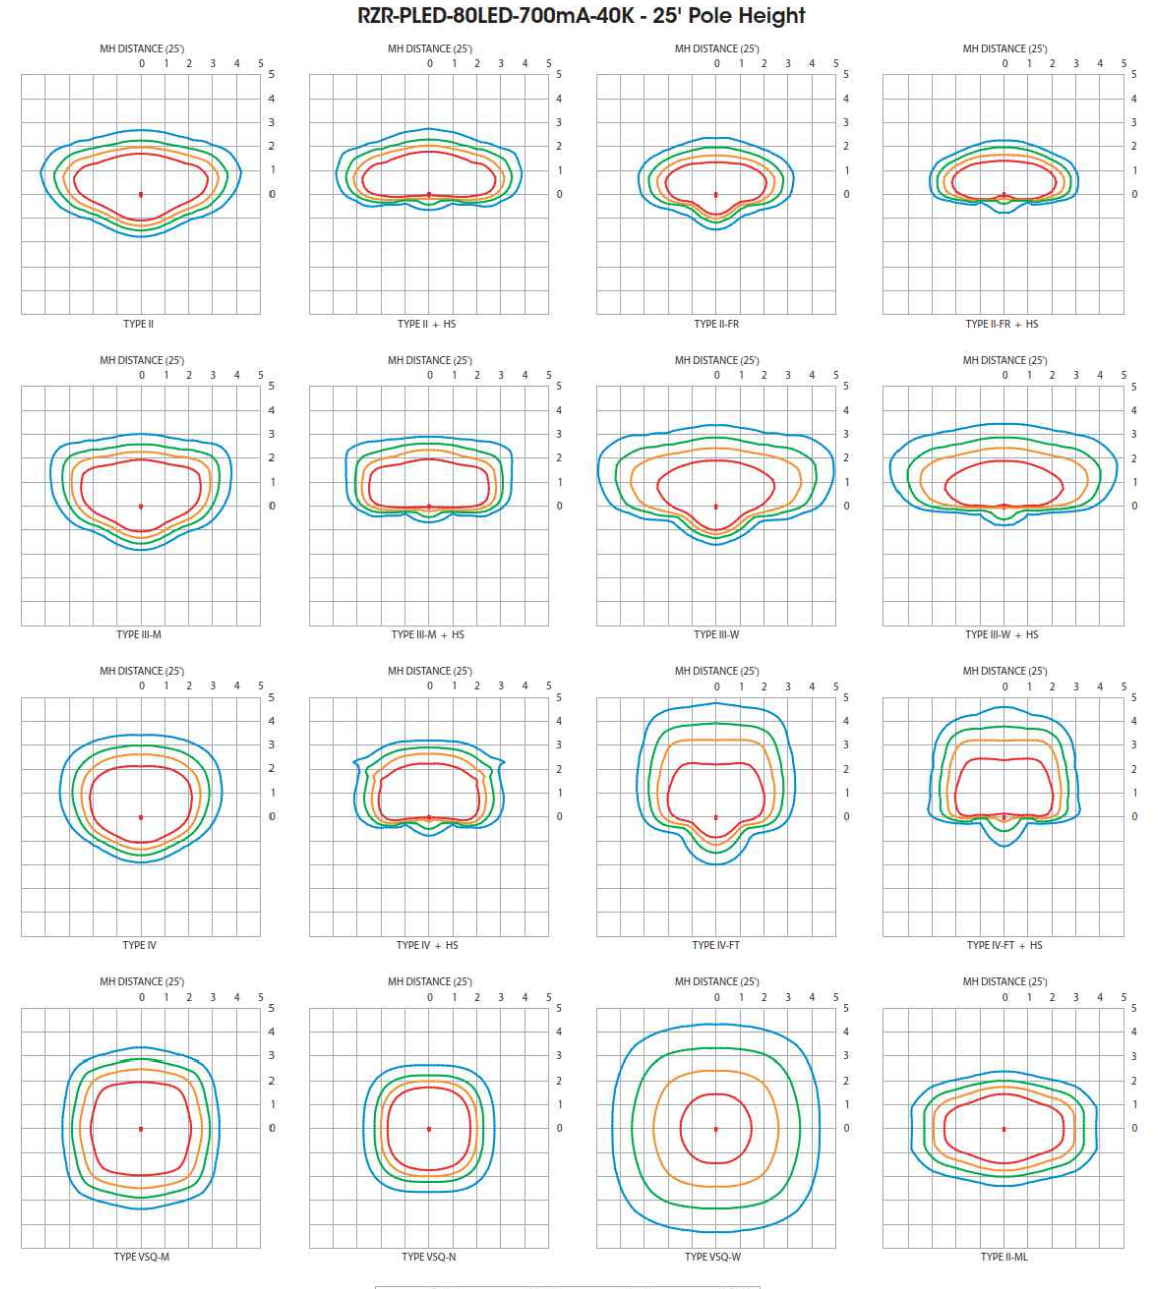 RZR-PLED-80LED-700mA-40K - 25' Pole Height
MH DISTANCE (25') MH DISTANCE (25') MH DISTANCE (25') MH DISTANCE (25')
0 1 2 3 4 5 0 1 2 3 4 5 0 1 2 3 4 5 0 1 2 3 4 5
5 5 5 5
4 4 4 4
3 3 3 3
2 2 2 2
1 1 1 1
0 0 0 0
TYPE II TYPE II + HS TYPE II-FR TYPE II-FR + HS
MH DISTANCE (25') MH DISTANCE (25') MH DISTANCE (25') MH DISTANCE (25')
0 1 2 3 4 5 0 1 2 3 4 5 0 1 2 3 4 5 0 1 2 3 4 5
5 5 5 5
4 4 4 4
3 3 3 3
2 2 2 2
1 1 1 1
0 0 0 0
TYPE III-M TYPE III-M + HS TYPE III-W TYPE III-W + HS
MH DISTANCE (25') MH DISTANCE (25') MH DISTANCE (25') MH DISTANCE (25')
0 1 2 3 4 5 0 1 2 3 4 5 0 1 2 3 4 5 0 1 2 3 4 5
5 5 5 5
4 4 4 4
3 3 3 3
2 2 2 2
1 1 1 1
0 0 0 0
TYPE IV TYPE IV + HS TYPE IV-FT TYPE IV-FT + HS
MH DISTANCE (25') MH DISTANCE (25') MH DISTANCE (25') MH DISTANCE (25')
0 1 2 3 4 5 0 1 2 3 4 5 0 1 2 3 4 5 0 1 2 3 4 5
5 5 5 5
4 4 4 4
3 3 3 3
2 2 2 2
1 1 1 1
0 0 0 0
TYPE VSQ-M TYPE VSQ-N TYPE VSQ-W TYPE II-ML